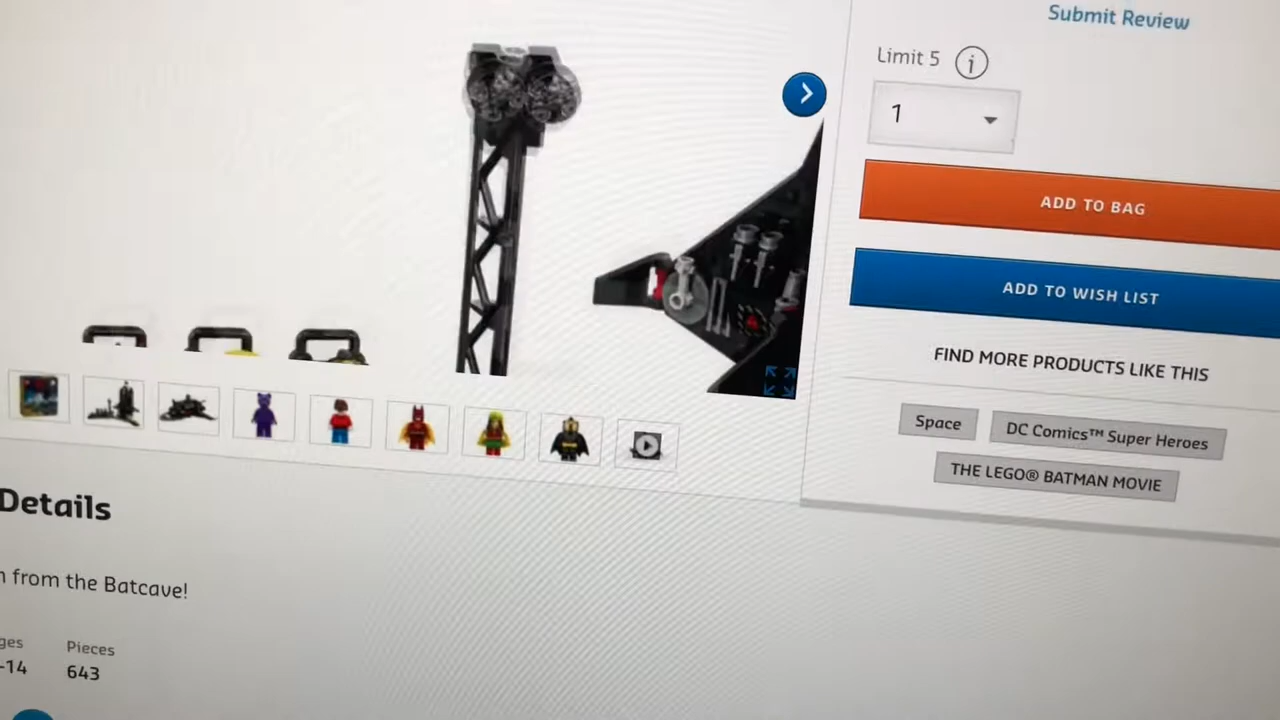 Submit Review
Limit 5
i
1
ADD TO BAG
ADD TO WISH LIST
FIND MORE PRODUCTS LIKE THIS
Space
DC Comics™ Super Heroes
THE LEGO® BATMAN MOVIE
Details
from the Batcave!
Pieces
-14
643